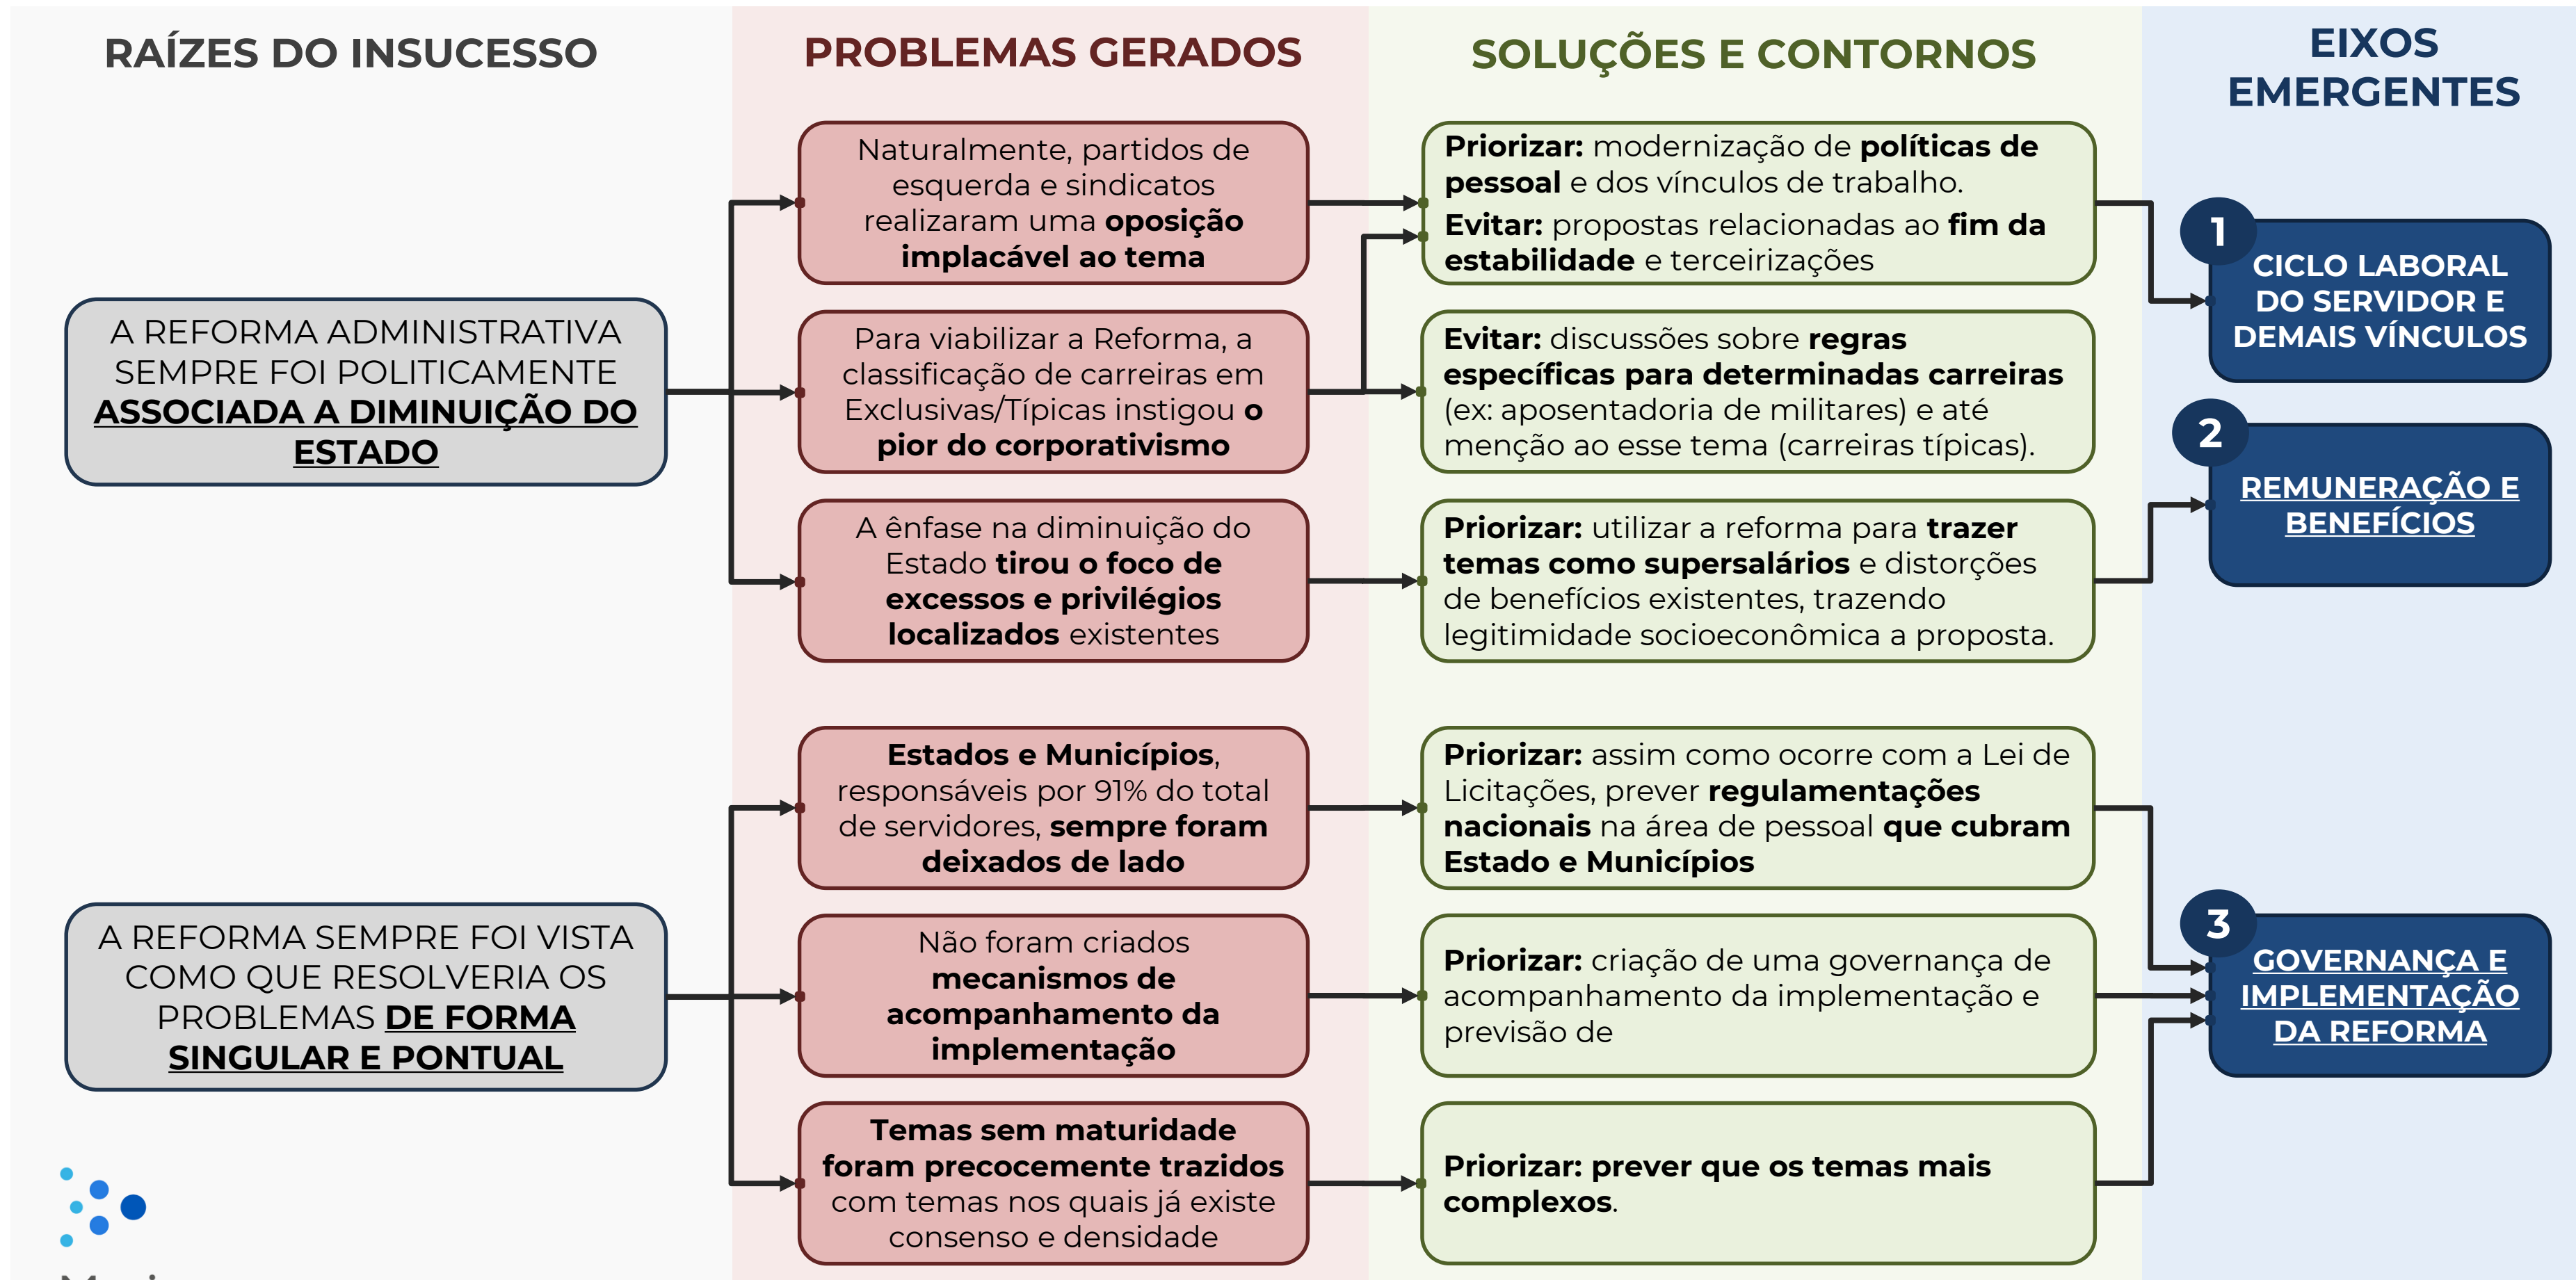 RAÍZES DO INSUCESSO
PROBLEMAS GERADOS
SOLUÇÕES E CONTORNOS
EIXOS
EMERGENTES
A REFORMA ADMINISTRATIVA
SEMPRE FOI POLITICAMENTE
ASSOCIADA A DIMINUIÇÃO DO
ESTADO
Naturalmente, partidos de
esquerda e sindicatos
realizaram uma oposição
implacável ao tema
Para viabilizar a Reforma, a
classificação de carreiras em
Exclusivas/Típicas instigou o
pior do corporativismo
A ênfase na diminuição do
Estado tirou o foco de
excessos e privilégios
localizados existentes
Priorizar: modernização de políticas de
pessoal e dos vínculos de trabalho.
Evitar: propostas relacionadas ao fim da
estabilidade e terceirizações
Evitar: discussões sobre regras
específicas para determinadas carreiras
(ex: aposentadoria de militares) e até
menção ao esse tema (carreiras típicas).
Priorizar: utilizar a reforma para trazer
temas como supersalários e distorções
de benefícios existentes, trazendo
legitimidade socioeconômica a proposta.
1
CICLO LABORAL
DO SERVIDOR E
DEMAIS VÍNCULOS
2
REMUNERAÇÃO E
BENEFÍCIOS
A REFORMA SEMPRE FOI VISTA
COMO QUE RESOLVERIA OS
PROBLEMAS DE FORMA
SINGULAR E PONTUAL
Estados e Municípios,
responsáveis por 91% do total
de servidores, sempre foram
deixados de lado
Não foram criados
mecanismos de
acompanhamento da
implementação
Temas sem maturidade
foram precocemente trazidos
com temas nos quais já existe
consenso e densidade
Priorizar: assim como ocorre com a Lei de
Licitações, prever regulamentações
nacionais na área de pessoal que cubram
Estado e Municípios
Priorizar: criação de uma governança de
acompanhamento da implementação e
previsão de
Priorizar: prever que os temas mais
complexos.
3
GOVERNANÇA E
IMPLEMENTAÇÃO
DA REFORMA